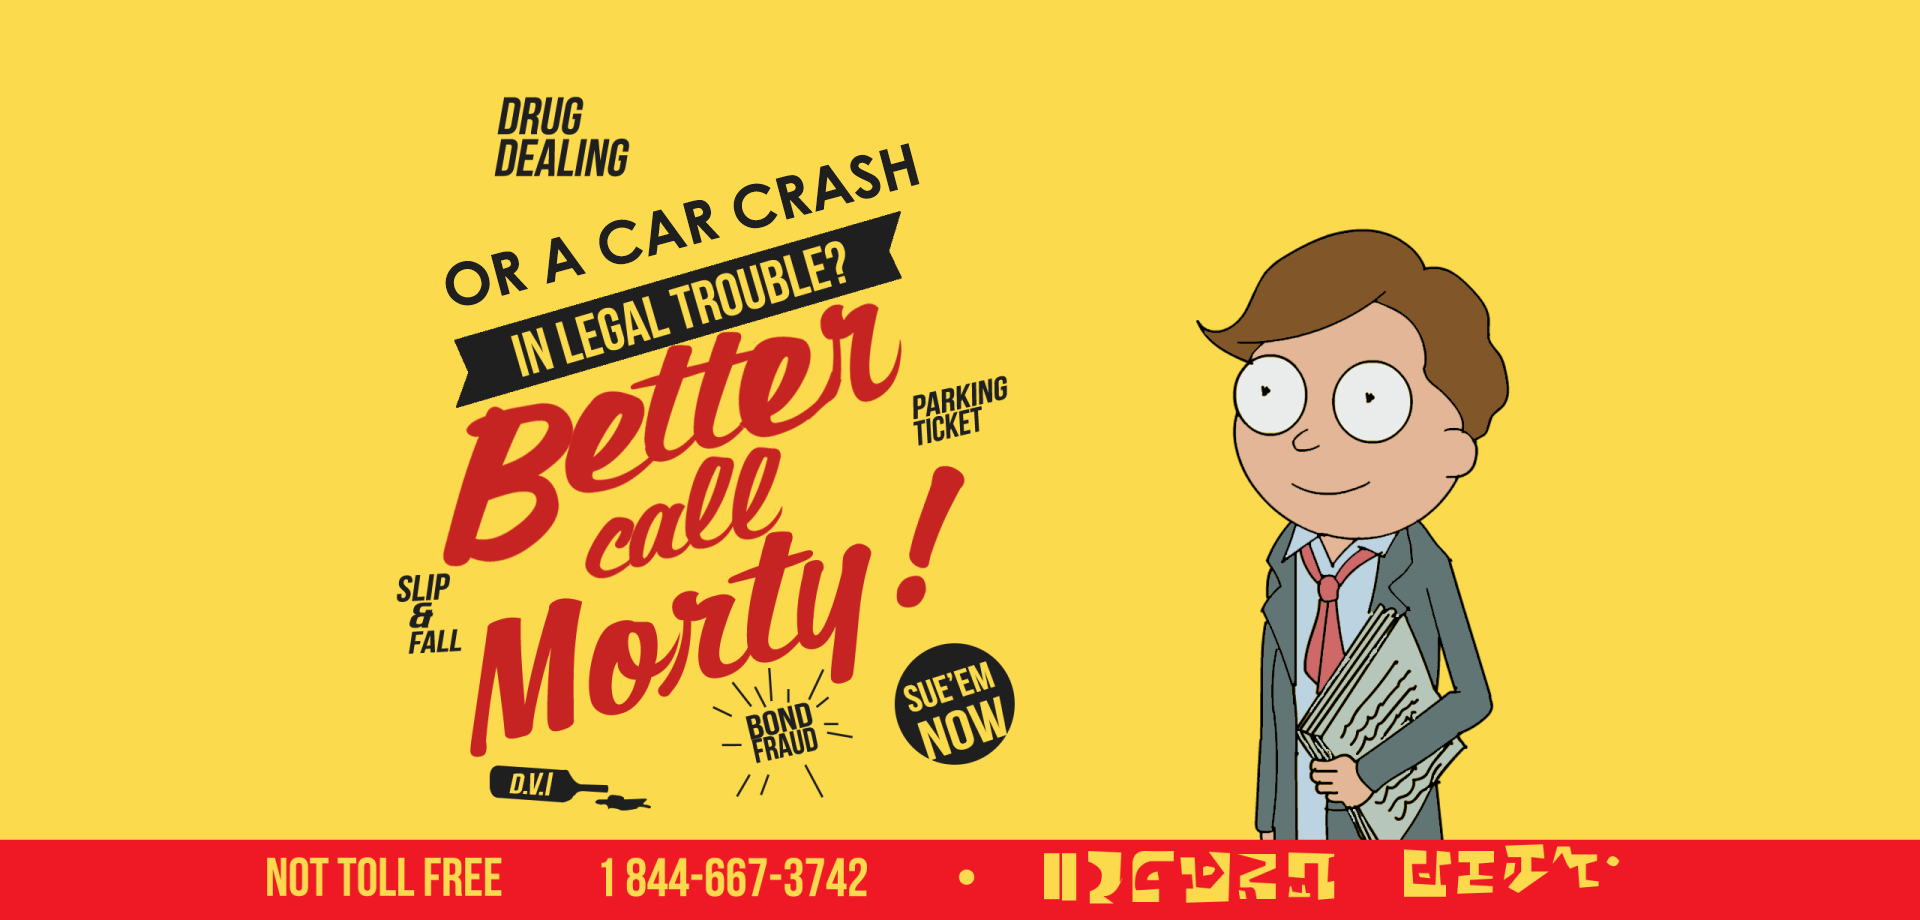 DRUG
DEALING
OR A CAR CRASH
IN LEGAL TROUBLE?
Better
call
Morty!
PARKING
TICKET
SLIP
&
FALL
BOND
FRAUD
SUE'EM
NOW
D.V.I
NOT TOLL FREE 1 844-667-3742 •